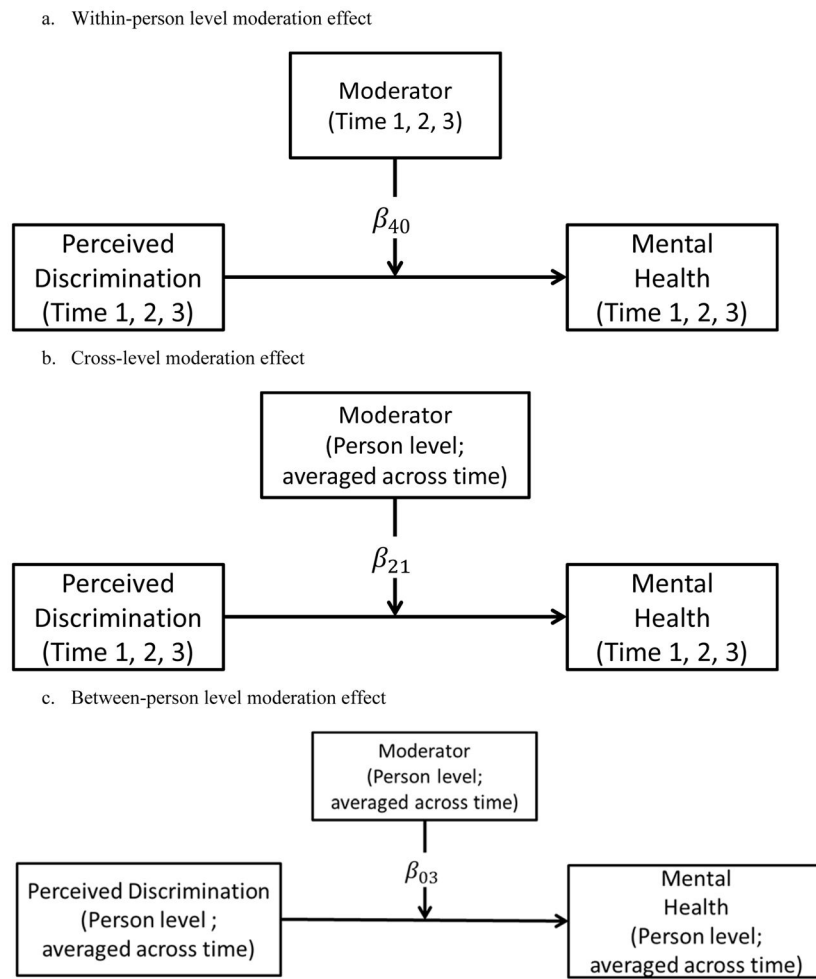 a. Within-person level moderation effect
Moderator
(Time 1, 2, 3)
β40
Perceived
Discrimination
(Time 1, 2, 3)
Mental
Health
(Time 1, 2, 3)
b. Cross-level moderation effect
Moderator
(Person level;
averaged across time)
β21
Perceived
Discrimination
(Time 1, 2, 3)
Mental
Health
(Time 1, 2, 3)
c. Between-person level moderation effect
Moderator
(Person level;
averaged across time)
β03
Perceived Discrimination
(Person level ;
averaged across time)
Mental
Health
(Person level;
averaged across time)